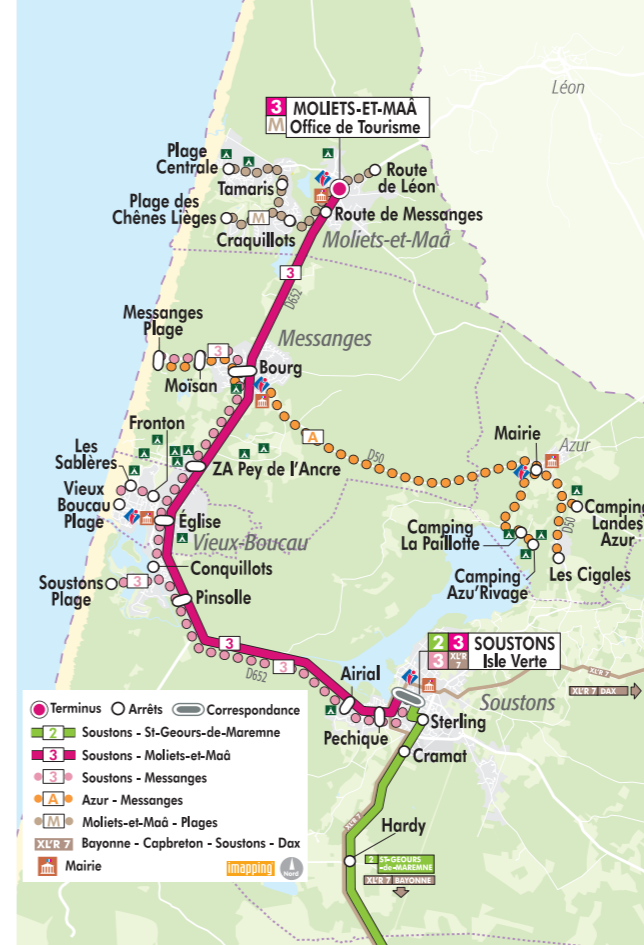 Léon
3 MOLIETS-ET-MAÂ
M Office de Tourisme
Plage
Centrale
Route
de Léon
Tamaris
Plage des
Chênes Lièges
M
Route de Messanges
Craquillots
Moliets-et-Maâ
3
D652
Messanges
Plage
Messanges
3
Bourg
Moïsan
Fronton
A
Mairie
Azur
Les
Sablères
ZA Pey de l'Ancre
D50
Vieux
Boucau
Plage
Camping
Landes
Azur
Église
Camping
La Paillotte
D50
Vieux-Boucau
Conquillots
Camping
Azu'Rivage
Les Cigales
Soustons
Plage
3
Pinsolle
3
2 3 SOUSTONS
3 XL'R 7 Isle Verte
3
D652
Airial
XL'R 7
XL'R 7 DAX
Soustons
Pechique
Sterling
Cramat
Terminus Arrêts Correspondance
2 Soustons - St-Geours-de-Maremne
3 Soustons - Moliets-et-Maâ
3 Soustons - Messanges
A Azur - Messanges
M Moliets-et-Maâ - Plages
XL'R 7 Bayonne - Capbreton - Soustons - Dax
Mairie
imapping
Nord
XL'R 7
Hardy
2 ST-GEOURS
-de-MAREMNE
XL'R 7 BAYONNE